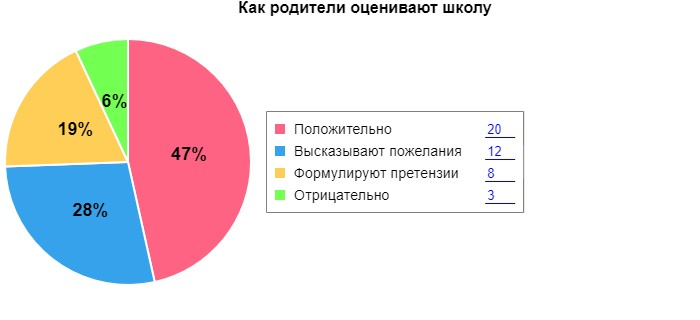 Как родители оценивают школу
6%
19%
47%
28%
Положительно 20
Высказывают пожелания 12
Формулируют претензии 8
Отрицательно 3